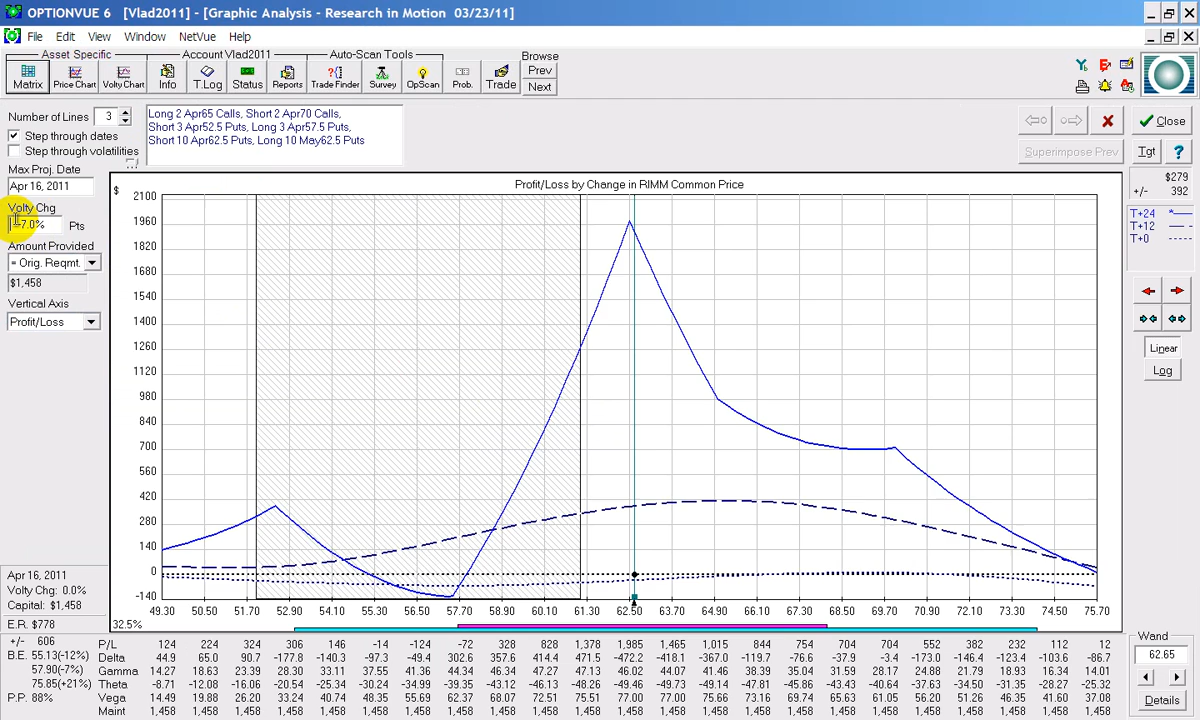 OPTIONVUE 6 [Vlad2011] - [Graphic Analysis - Research in Motion 03/23/11]
File Edit View Window NetVue Help
Asset Specific Account Vlad2011 Auto-Scan Tools Browse
Matrix Price Chart Volty Chart Info T.Log Status Reports Trade Finder Survey OpScan Prob. Trade Prev Next
Number of Lines 3
Step through dates
Step through volatilities
Long 2 Apr65 Calls, Short 2 Apr70 Calls,
Short 3 Apr52.5 Puts, Long 3 Apr57.5 Puts,
Short 10 Apr62.5 Puts, Long 10 May62.5 Puts
Close
Superimpose Prev Tgt ?
Max Proj. Date
Apr 16, 2011
Volty Chg
-7.0% Pts
Amount Provided
= Orig. Reqmt.
$1,458
Vertical Axis
Profit/Loss
$279
+/- 392
T+24
T+12
T+0
Linear
Log
$ Profit/Loss by Change in RIMM Common Price
2100
1960
1820
1680
1540
1400
1260
1120
980
840
700
560
420
280
140
0
-140
49.30 50.50 51.70 52.90 54.10 55.30 56.50 57.70 58.90 60.10 61.30 62.50 63.70 64.90 66.10 67.30 68.50 69.70 70.90 72.10 73.30 74.50 75.70
32.5%
Apr 16, 2011
Volty Chg: 0.0%
Capital: $1,458
E.R. $778
+/- 606
B.E. 55.13(-12%)
57.90(-7%)
75.85(+21%)
P.P. 88%
P/L 124 224 324 306 146 -14 -124 -72 328 828 1,378 1,985 1,465 1,015 844 754 704 704 552 382 232 112 12
Delta 44.9 65.0 90.7 -177.8 -140.3 -97.3 -49.4 302.6 357.6 414.4 471.5 -472.2 -418.1 -367.0 -119.7 -76.6 -37.9 -3.4 -173.0 -146.4 -123.4 -103.6 -86.7
Gamma 14.27 18.63 23.39 28.30 33.11 37.55 41.36 44.34 46.34 47.27 47.13 46.02 44.07 41.46 38.39 35.04 31.59 28.17 24.88 21.79 18.93 16.34 14.01
Theta -8.71 -12.08 -16.06 -20.54 -25.34 -30.24 -34.99 -39.35 -43.12 -46.13 -48.26 -49.46 -49.73 -49.14 -47.81 -45.86 -43.43 -40.64 -37.63 -34.50 -31.35 -28.27 -25.32
Vega 14.49 19.88 26.20 33.24 40.74 48.35 55.69 62.37 68.07 72.51 75.51 77.00 77.00 75.66 73.16 69.74 65.63 61.05 56.20 51.26 46.35 41.60 37.08
Maint 1,458 1,458 1,458 1,458 1,458 1,458 1,458 1,458 1,458 1,458 1,458 1,458 1,458 1,458 1,458 1,458 1,458 1,458 1,458 1,458 1,458 1,458 1,458
Wand
62.65
Details